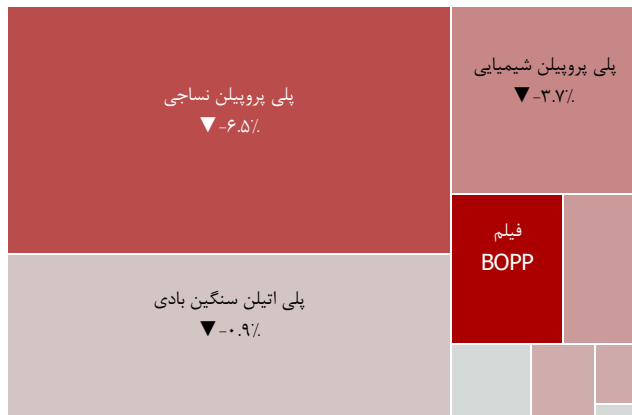 پلی پروپیلن شیمیایی
▼-۳.۷٪
پلی پروپیلن نساجی
▼-۶.۵٪
فیلم
BOPP
پلی اتیلن سنگین بادی
▼-۰.۹٪